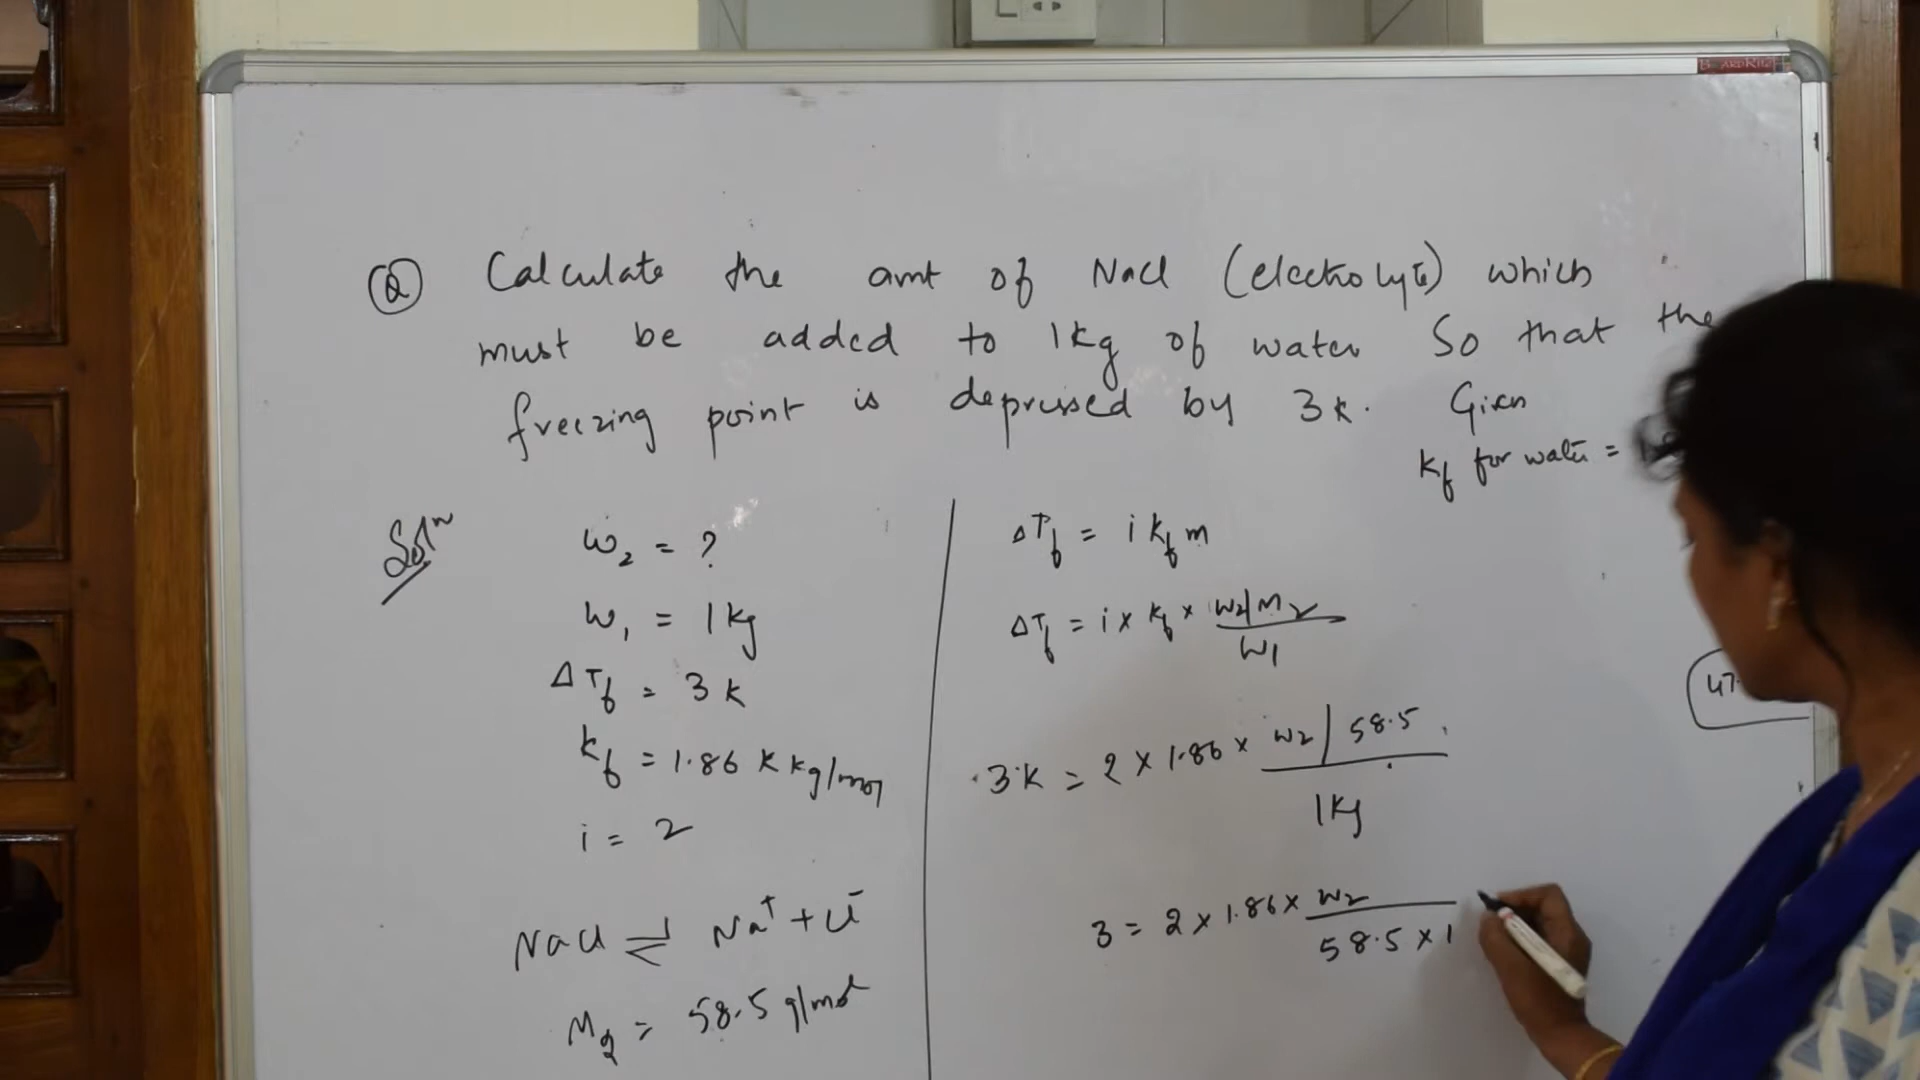 Q Calculate the amt of NaCl (electrolyte) which
must be added to 1kg of water So that the
freezing point is depressed by 3K. Given
Kf for water =
Solⁿ
W₂ = ?
W₁ = 1kg
ΔTf = 3K
Kf = 1.86 K kg/mol
i = 2
NaCl ⇌ Na⁺ + Cl⁻
M₂ = 58.5 g/mol
ΔTf = i Kf m
ΔTf = i × Kf × W₂/M₂ / W₁
3K = 2 × 1.86 × W₂/58.5 / 1Kg
3 = 2 × 1.86 × W₂ / 58.5 × 1
47.